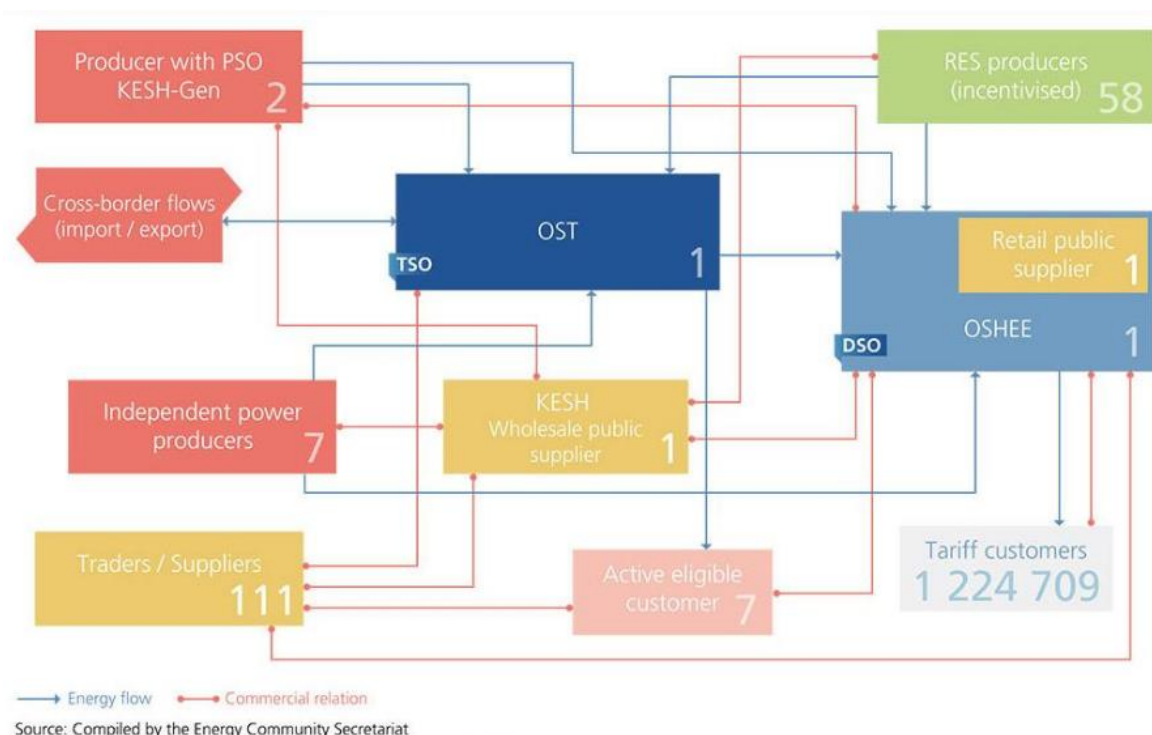 Producer with PSO
KESH-Gen
2
RES producers
(incentivised)
58
Cross-border flows
(import / export)
OST
TSO
1
Retail public
supplier
1
OSHEE
DSO
1
Independent power
producers
7
KESH
Wholesale public
supplier
1
Traders / Suppliers
111
Active eligible
customer
7
Tariff customers
1 224 709
Energy flow
Commercial relation
Source: Compiled by the Energy Community Secretariat